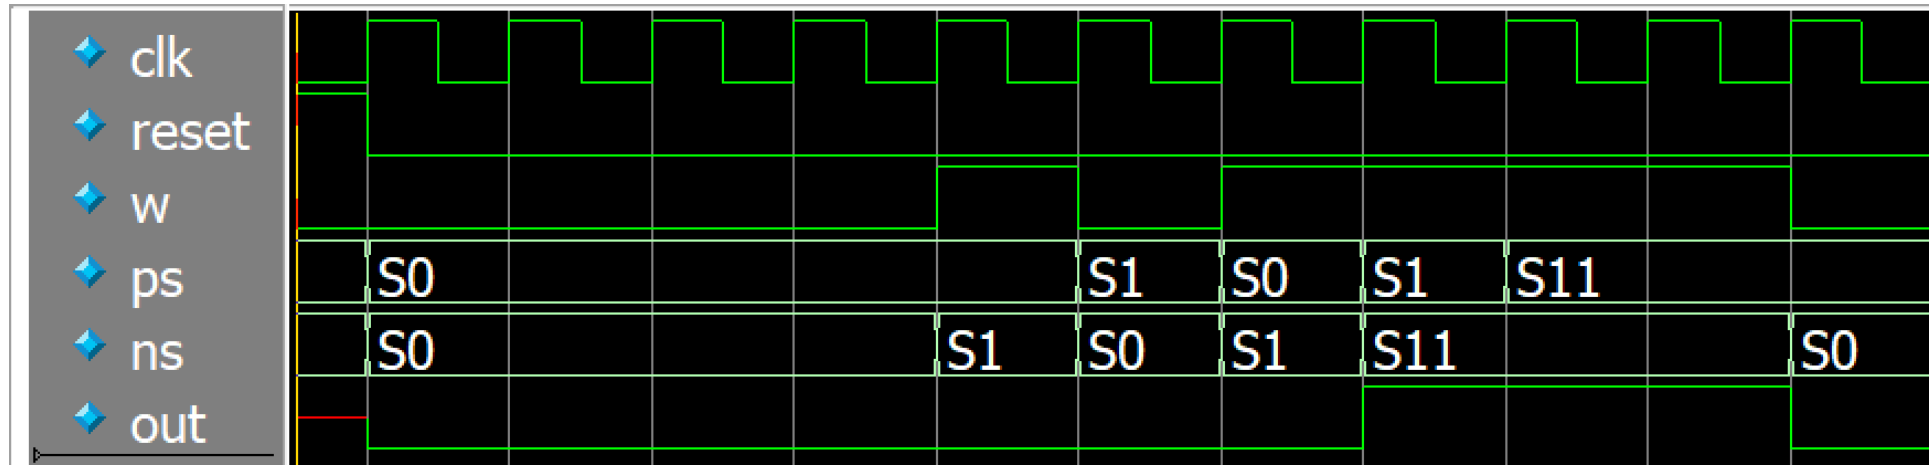 clk
reset
w
ps S0 S1 S0 S1 S11
ns S0 S1 S0 S1 S11 S0
out